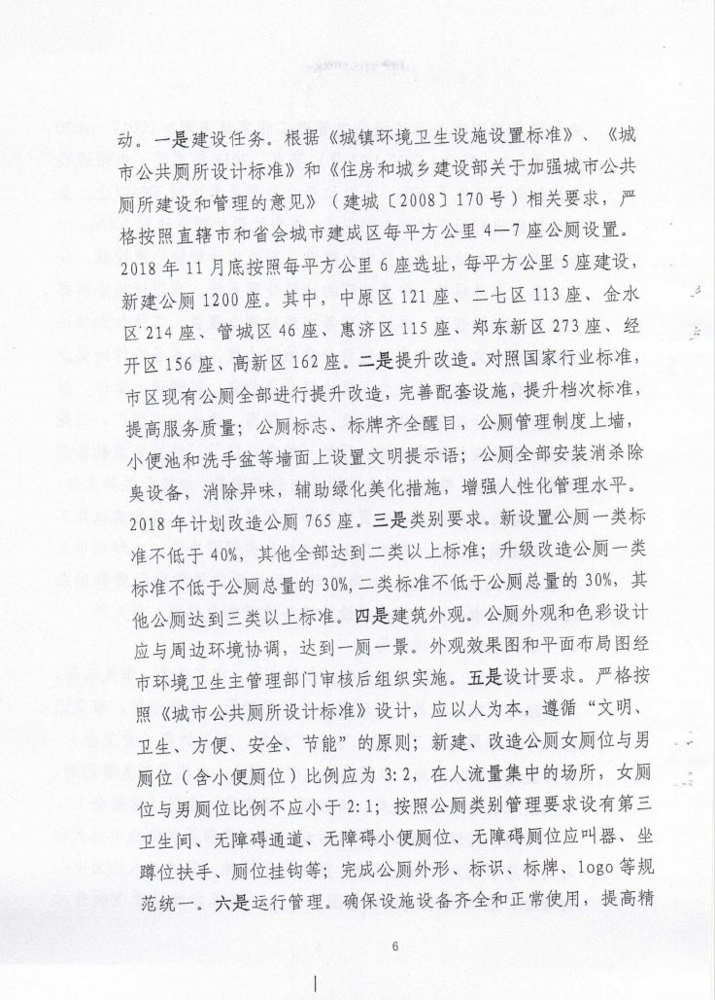 动。一是建设任务。根据《城镇环境卫生设施设置标准》、《城
市公共厕所设计标准》和《住房和城乡建设部关于加强城市公共
厕所建设和管理的意见》（建城〔2008〕170号）相关要求，严
格按照直辖市和省会城市建成区每平方公里4—7座公厕设置。
2018年11月底按照每平方公里6座选址，每平方公里5座建设，
新建公厕1200座。其中，中原区121座、二七区113座、金水
区214座、管城区46座、惠济区115座、郑东新区273座、经
开区156座、高新区162座。二是提升改造。对照国家行业标准，
市区现有公厕全部进行提升改造，完善配套设施，提升档次标准，
提高服务质量；公厕标志、标牌齐全醒目，公厕管理制度上墙，
小便池和洗手盆等墙面上设置文明提示语；公厕全部安装消杀除
臭设备，消除异味，辅助绿化美化措施，增强人性化管理水平。
2018年计划改造公厕765座。三是类别要求。新设置公厕一类标
准不低于40%，其他全部达到二类以上标准；升级改造公厕一类
标准不低于公厕总量的30%,二类标准不低于公厕总量的30%，其
他公厕达到三类以上标准。四是建筑外观。公厕外观和色彩设计
应与周边环境协调，达到一厕一景。外观效果图和平面布局图经
市环境卫生主管理部门审核后组织实施。五是设计要求。严格按
照《城市公共厕所设计标准》设计，应以人为本，遵循“文明、
卫生、方便、安全、节能”的原则；新建、改造公厕女厕位与男
厕位（含小便厕位）比例应为3:2，在人流量集中的场所，女厕
位与男厕位比例不应小于2:1；按照公厕类别管理要求设有第三
卫生间、无障碍通道、无障碍小便厕位、无障碍厕位应叫器、坐
蹲位扶手、厕位挂钩等；完成公厕外形、标识、标牌、logo等规
范统一。六是运行管理。确保设施设备齐全和正常使用，提高精
6